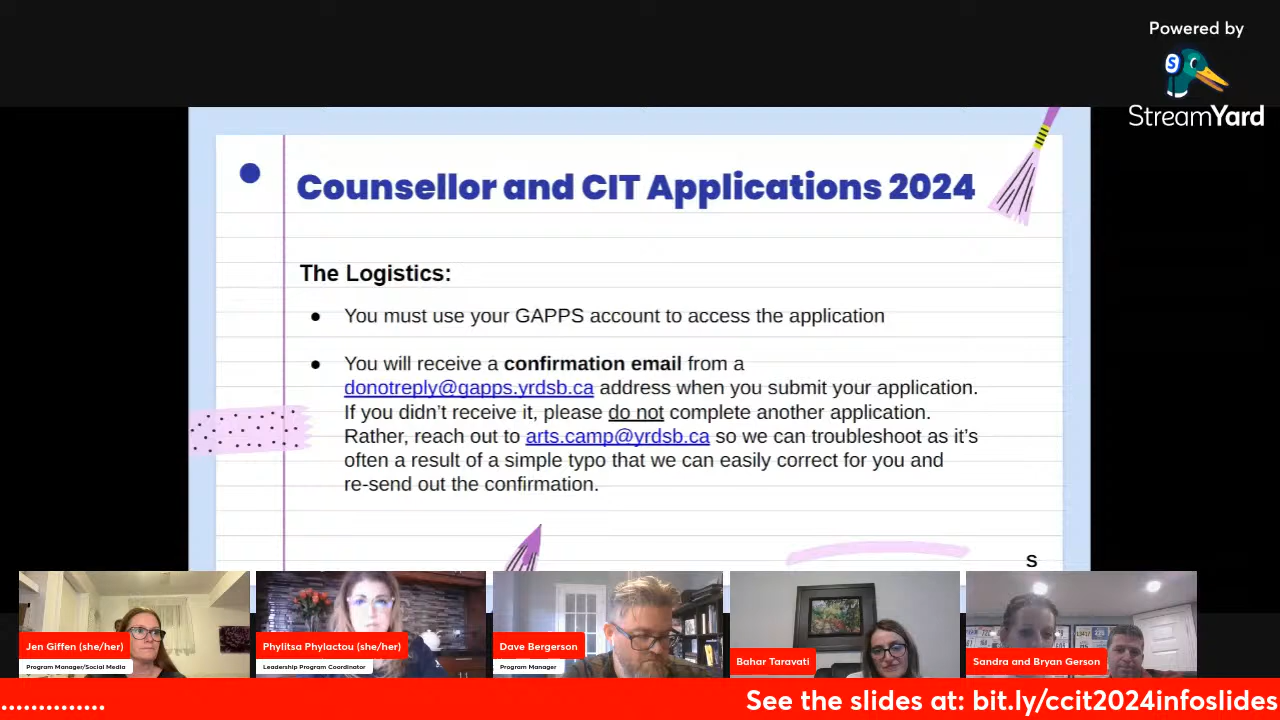 Powered by
S
StreamYard
Counsellor and CIT Applications 2024
The Logistics:
● You must use your GAPPS account to access the application
● You will receive a confirmation email from a
donotreply@gapps.yrdsb.ca address when you submit your application.
If you didn't receive it, please do not complete another application.
Rather, reach out to arts.camp@yrdsb.ca so we can troubleshoot as it's
often a result of a simple typo that we can easily correct for you and
re-send out the confirmation.
S
Jen Giffen (she/her)
Program Manager/Social Media
Phylitsa Phylactou (she/her)
Leadership Program Coordinator
Dave Bergerson
Program Manager
Bahar Taravati
Sandra and Bryan Gerson
..............
See the slides at: bit.ly/ccit2024infoslides